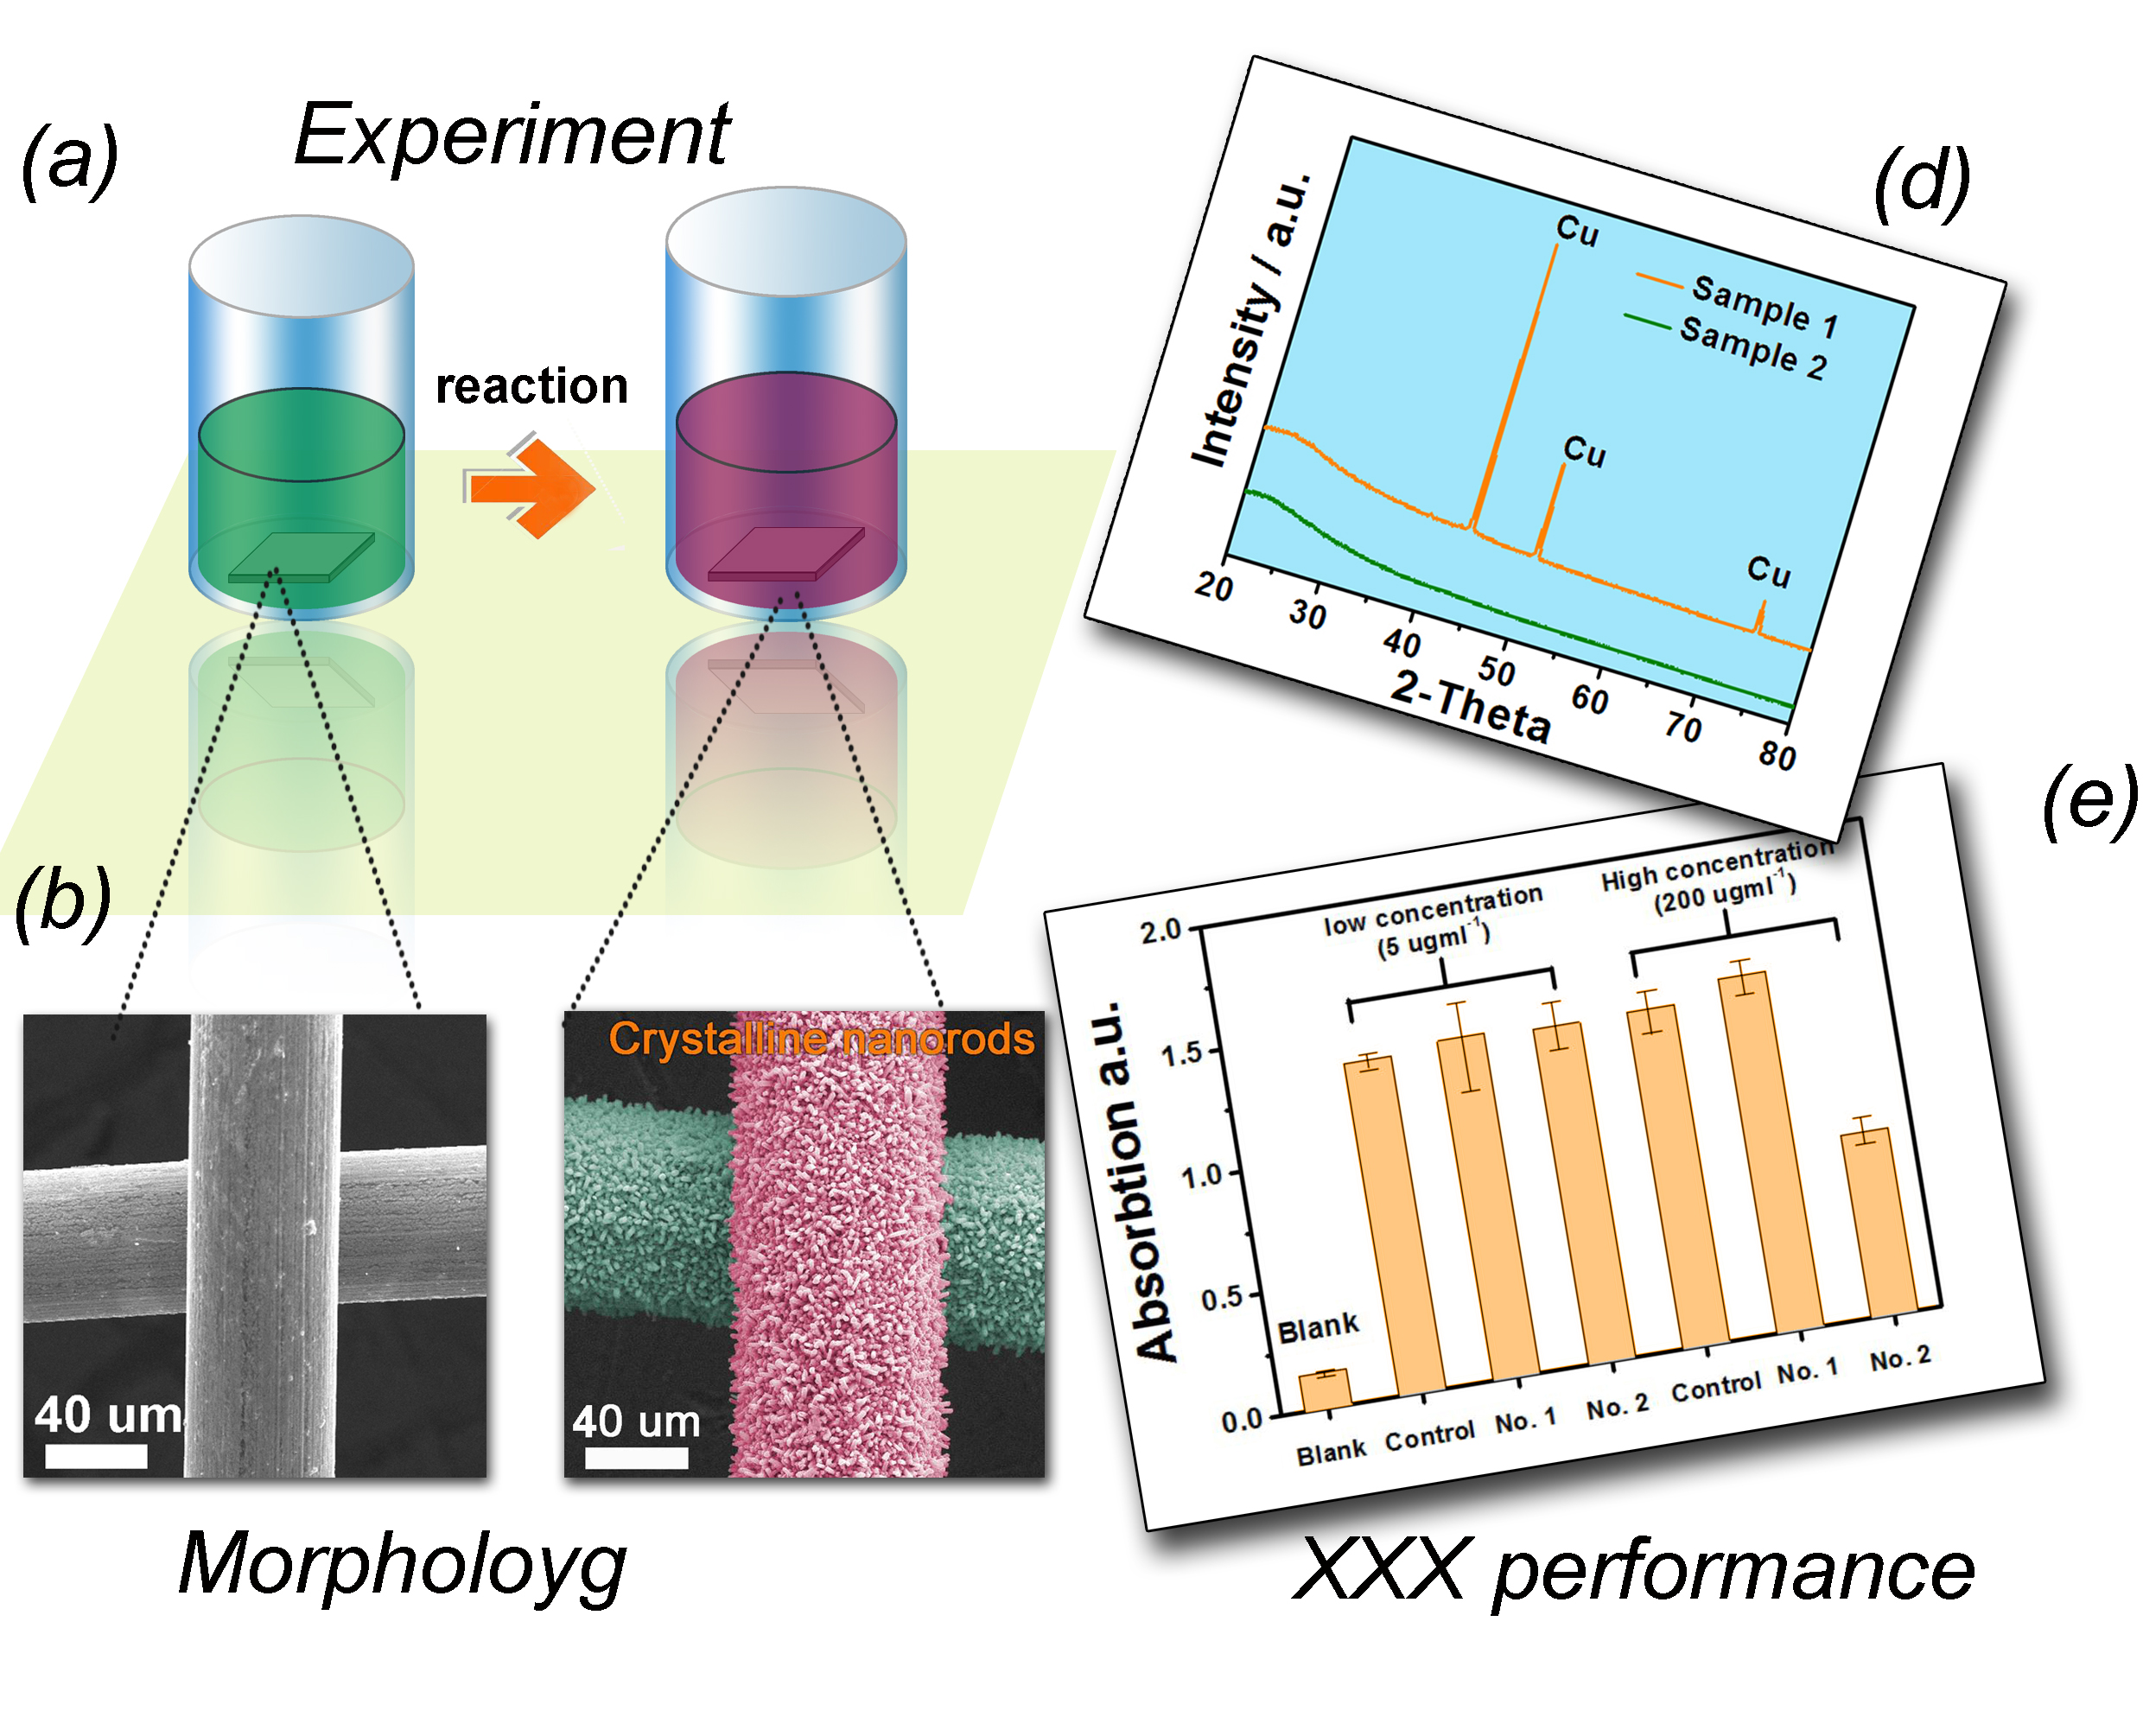 (a)
Experiment
reaction
(b)
Crystalline nanorods
40 um
40 um
Morpholoyg
(d)
Intensity / a.u.
Cu
Cu
Cu
Sample 1
Sample 2
20 30 40 50 60 70 80
2-Theta
(e)
Absorbtion a.u.
2.0
1.5
1.0
0.5
0.0
low concentration
(5 ugml⁻¹)
High concentration
(200 ugml⁻¹)
Blank
Blank Control No. 1 No. 2 Control No. 1 No. 2
XXX performance